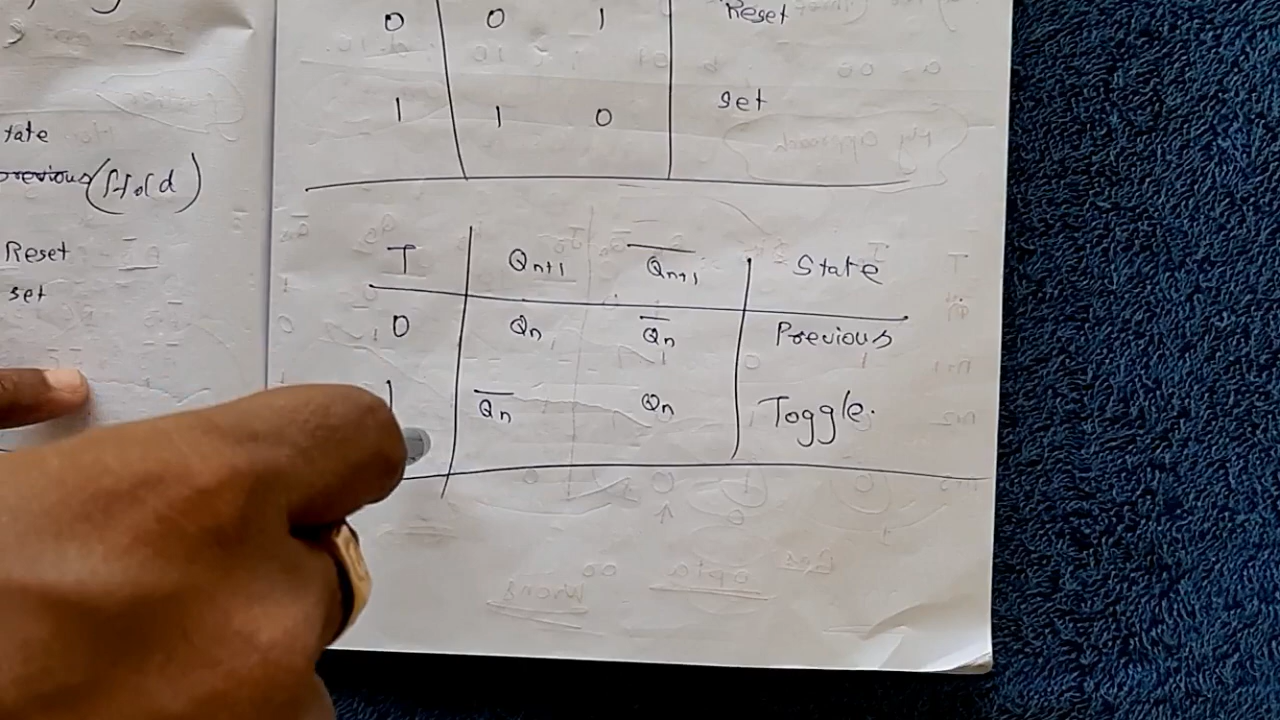 tate
previous (Hold)
Reset
set
0 | 0 1 | Reset
1 | 1 0 | set
T | Qn+1 Q̅n+1 | State
0 | Qn Q̅n | Previous
1 | Q̅n Qn | Toggle.